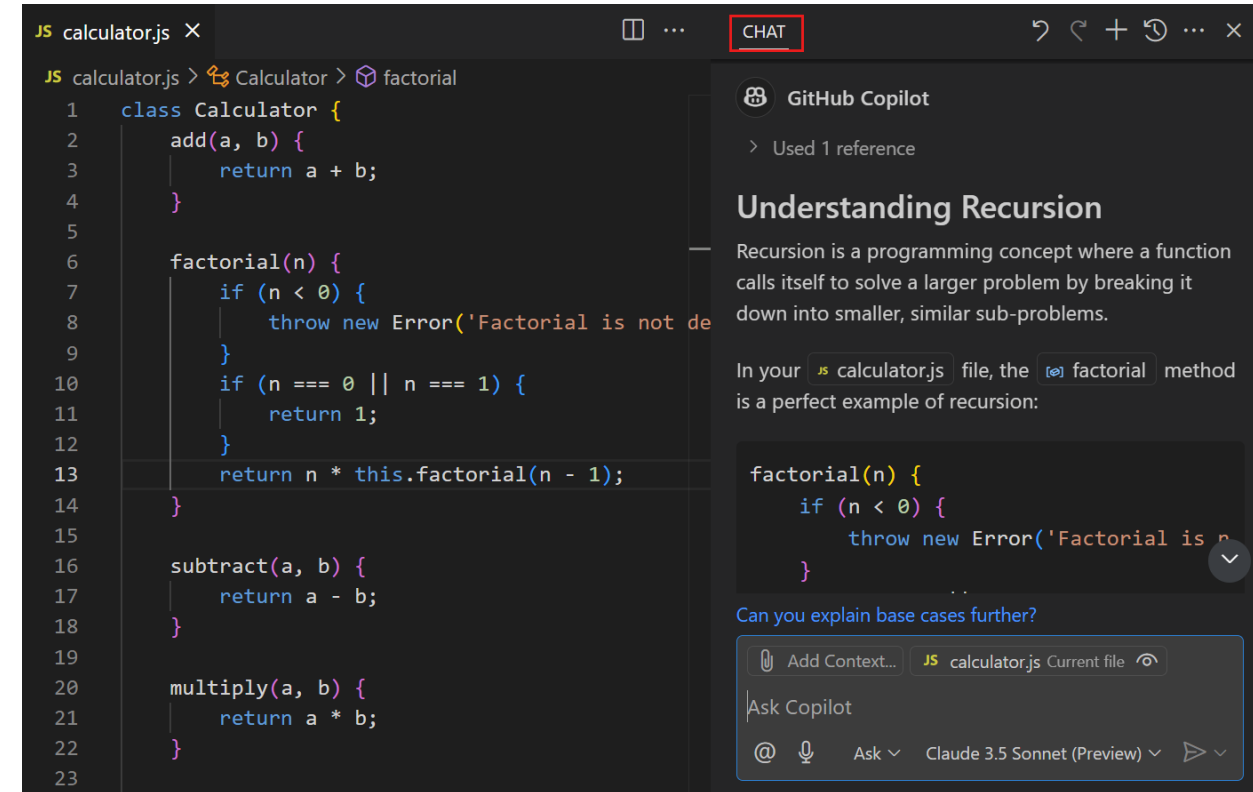 JS calculator.js
JS calculator.js > Calculator > factorial
1 class Calculator {
2 add(a, b) {
3 return a + b;
4 }
5
6 factorial(n) {
7 if (n < 0) {
8 throw new Error('Factorial is not de
9 }
10 if (n === 0 || n === 1) {
11 return 1;
12 }
13 return n * this.factorial(n - 1);
14 }
15
16 subtract(a, b) {
17 return a - b;
18 }
19
20 multiply(a, b) {
21 return a * b;
22 }
23
CHAT
GitHub Copilot
> Used 1 reference
Understanding Recursion
Recursion is a programming concept where a function
calls itself to solve a larger problem by breaking it
down into smaller, similar sub-problems.
In your JS calculator.js file, the factorial method
is a perfect example of recursion:
factorial(n) {
if (n < 0) {
throw new Error('Factorial is n
}
Can you explain base cases further?
Add Context... JS calculator.js Current file
Ask Copilot
@ Ask Claude 3.5 Sonnet (Preview)